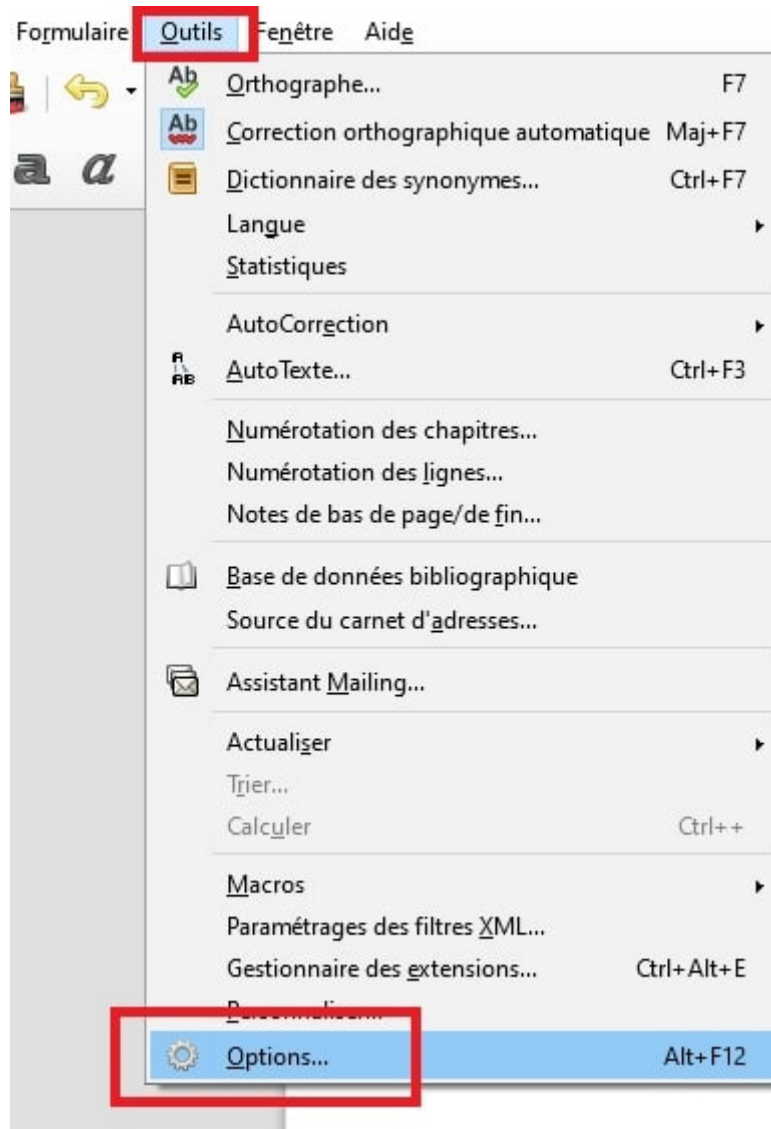 Formulaire Outils Fenêtre Aide
Orthographe... F7
Correction orthographique automatique Maj+F7
Dictionnaire des synonymes... Ctrl+F7
Langue
Statistiques
AutoCorrection
AutoTexte... Ctrl+F3
Numérotation des chapitres...
Numérotation des lignes...
Notes de bas de page/de fin...
Base de données bibliographique
Source du carnet d'adresses...
Assistant Mailing...
Actualiser
Trier...
Calculer Ctrl++
Macros
Paramétrages des filtres XML...
Gestionnaire des extensions... Ctrl+Alt+E
Personnaliser...
Options... Alt+F12